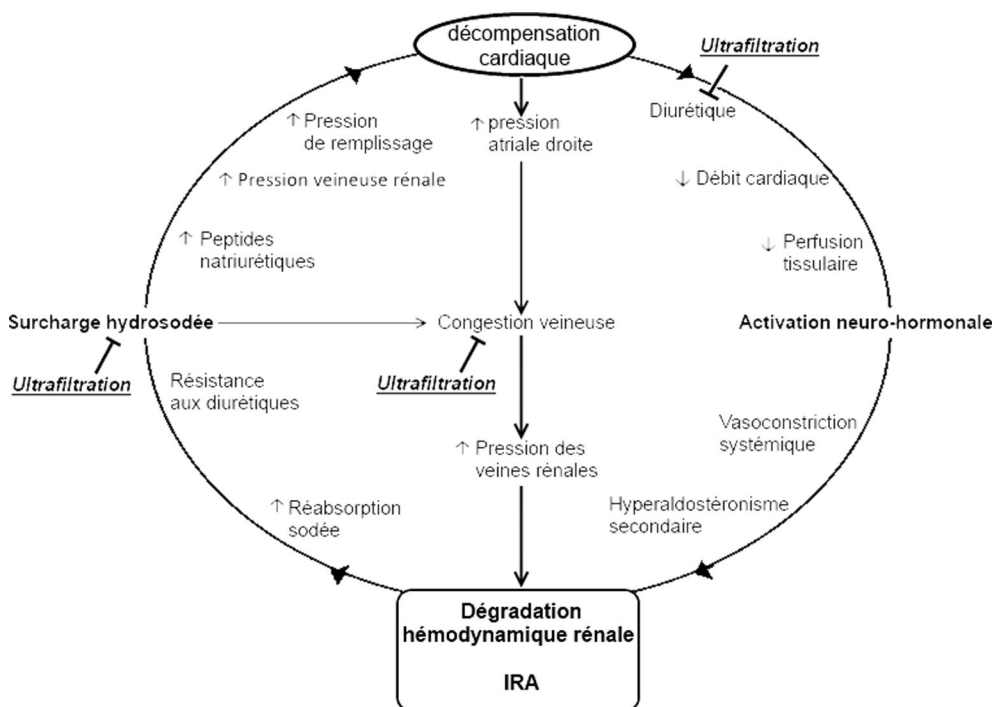 décompensation
cardiaque
Ultrafiltration
Diurétique
↑ Pression
de remplissage
↑ pression
atriale droite
↑ Pression veineuse rénale
↓ Débit cardiaque
↑ Peptides
natriurétiques
↓ Perfusion
tissulaire
Surcharge hydrosodée
Congestion veineuse
Activation neuro-hormonale
Ultrafiltration
Ultrafiltration
Résistance
aux diurétiques
Vasoconstriction
systémique
↑ Pression des
veines rénales
↑ Réabsorption
sodée
Hyperaldostéronisme
secondaire
Dégradation
hémodynamique rénale
IRA